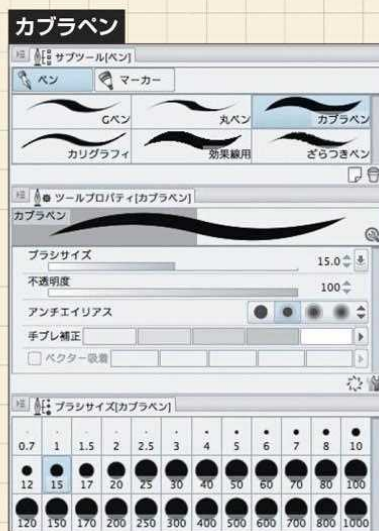 カブラペン
サブツール[ペン]
ペン マーカー
Gペン 丸ペン カブラペン
カリグラフィ 効果線用 ざらつきペン
ツールプロパティ[カブラペン]
カブラペン
ブラシサイズ 15.0
不透明度 100
アンチエイリアス
手ブレ補正
ベクター吸着
ブラシサイズ[カブラペン]
0.7 1 1.5 2 2.5 3 4 5 6 7 8 10
12 15 17 20 25 30 40 50 60 70 80 100
120 150 170 200 250 300 400 500 600 700 800 1000